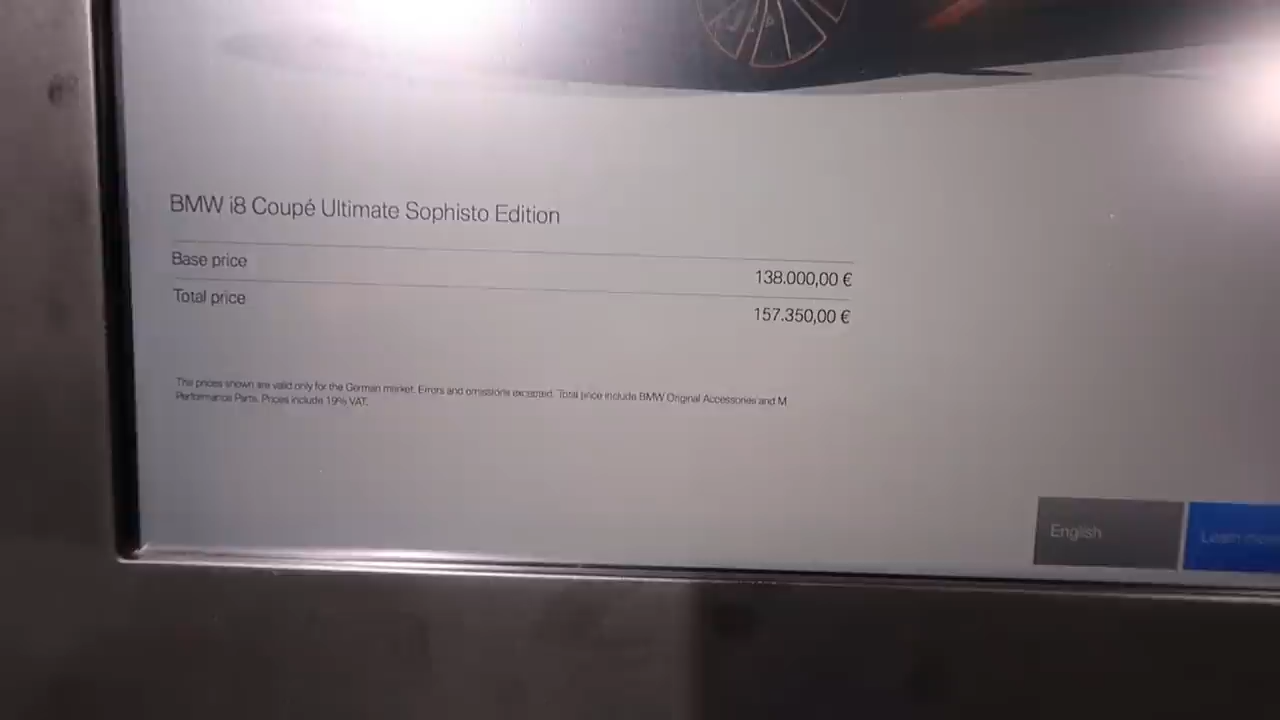 BMW i8 Coupé Ultimate Sophisto Edition
Base price 138.000,00 €
Total price 157.350,00 €
The prices shown are valid only for the German market. Errors and omissions excepted. Total price include BMW Original Accessories and M
Performance Parts. Prices include 19% VAT.
English
Learn more